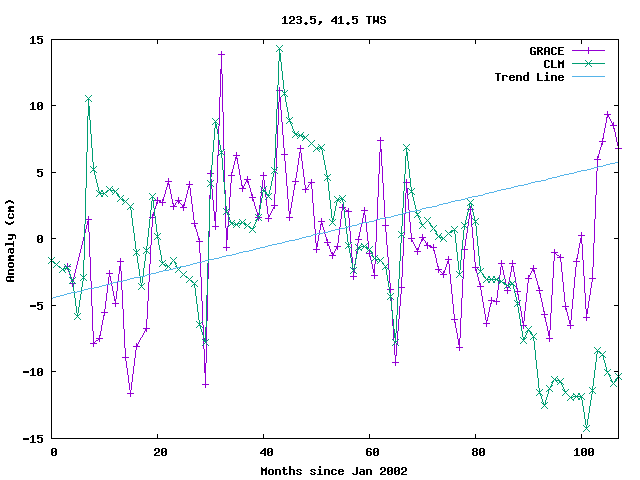 123.5, 41.5 TWS
GRACE
CLM
Trend Line
15
10
5
0
-5
-10
-15
Anomaly (cm)
0 20 40 60 80 100
Months since Jan 2002